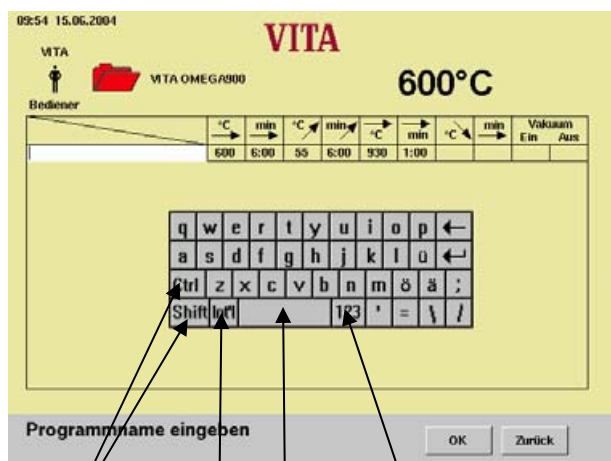 09:54 15.06.2004
VITA
VITA
VITA OMEGA900
600°C
Bediener
°C min °C min °C min °C min Vakuum
Ein Aus
600 6:00 55 6:00 930 1:00
q w e r t y u i o p ←
a s d f g h j k l ü ↵
Ctrl z x c v b n m ö ä ;
Shift Int'l 123 ' = \ /
Programmname eingeben
OK Zurück